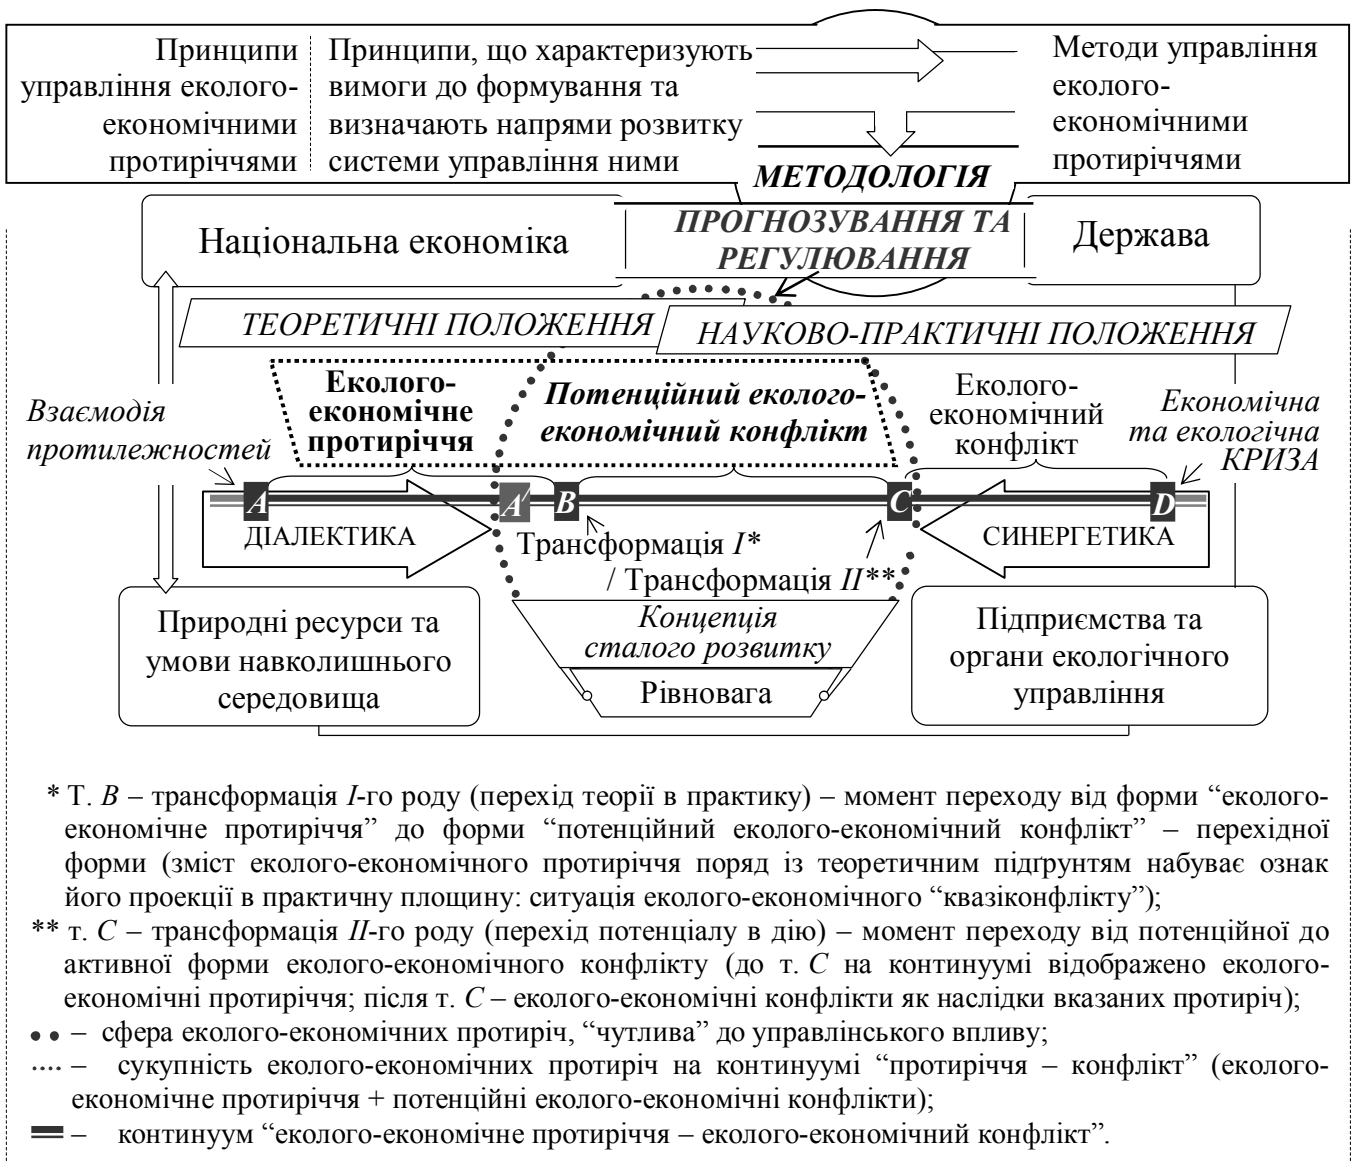 Принципи
управління еколого-
економічними
протиріччями
Принципи, що характеризують
вимоги до формування та
визначають напрями розвитку
системи управління ними
Методи управління
еколого-
економічними
протиріччями
МЕТОДОЛОГІЯ
ПРОГНОЗУВАННЯ ТА
РЕГУЛЮВАННЯ
Національна економіка
Держава
ТЕОРЕТИЧНІ ПОЛОЖЕННЯ
НАУКОВО-ПРАКТИЧНІ ПОЛОЖЕННЯ
Взаємодія
протилежностей
Еколого-
економічне
протиріччя
Потенційний еколого-
економічний конфлікт
Еколого-
економічний
конфлікт
Економічна
та екологічна
КРИЗА
A
A′
B
C
D
ДІАЛЕКТИКА
Трансформація I*
/ Трансформація II**
СИНЕРГЕТИКА
Природні ресурси та
умови навколишнього
середовища
Концепція
сталого розвитку
Рівновага
Підприємства та
органи екологічного
управління
* Т. B – трансформація I-го роду (перехід теорії в практику) – момент переходу від форми “еколого-
економічне протиріччя” до форми “потенційний еколого-економічний конфлікт” – перехідної
форми (зміст еколого-економічного протиріччя поряд із теоретичним підґрунтям набуває ознак
його проекції в практичну площину: ситуація еколого-економічного “квазіконфлікту”);
** т. C – трансформація II-го роду (перехід потенціалу в дію) – момент переходу від потенційної до
активної форми еколого-економічного конфлікту (до т. C на континуумі відображено еколого-
економічні протиріччя; після т. C – еколого-економічні конфлікти як наслідки вказаних протиріч);
– сфера еколого-економічних протиріч, “чутлива” до управлінського впливу;
– сукупність еколого-економічних протиріч на континуумі “протиріччя – конфлікт” (еколого-
економічне протиріччя + потенційні еколого-економічні конфлікти);
– континуум “еколого-економічне протиріччя – еколого-економічний конфлікт”.